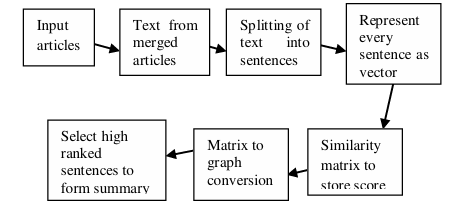 Input
articles
Text from
merged
articles
Splitting of
text into
sentences
Represent
every
sentence as
vector
Similarity
matrix to
store score
Matrix to
graph
conversion
Select high
ranked
sentences to
form summary